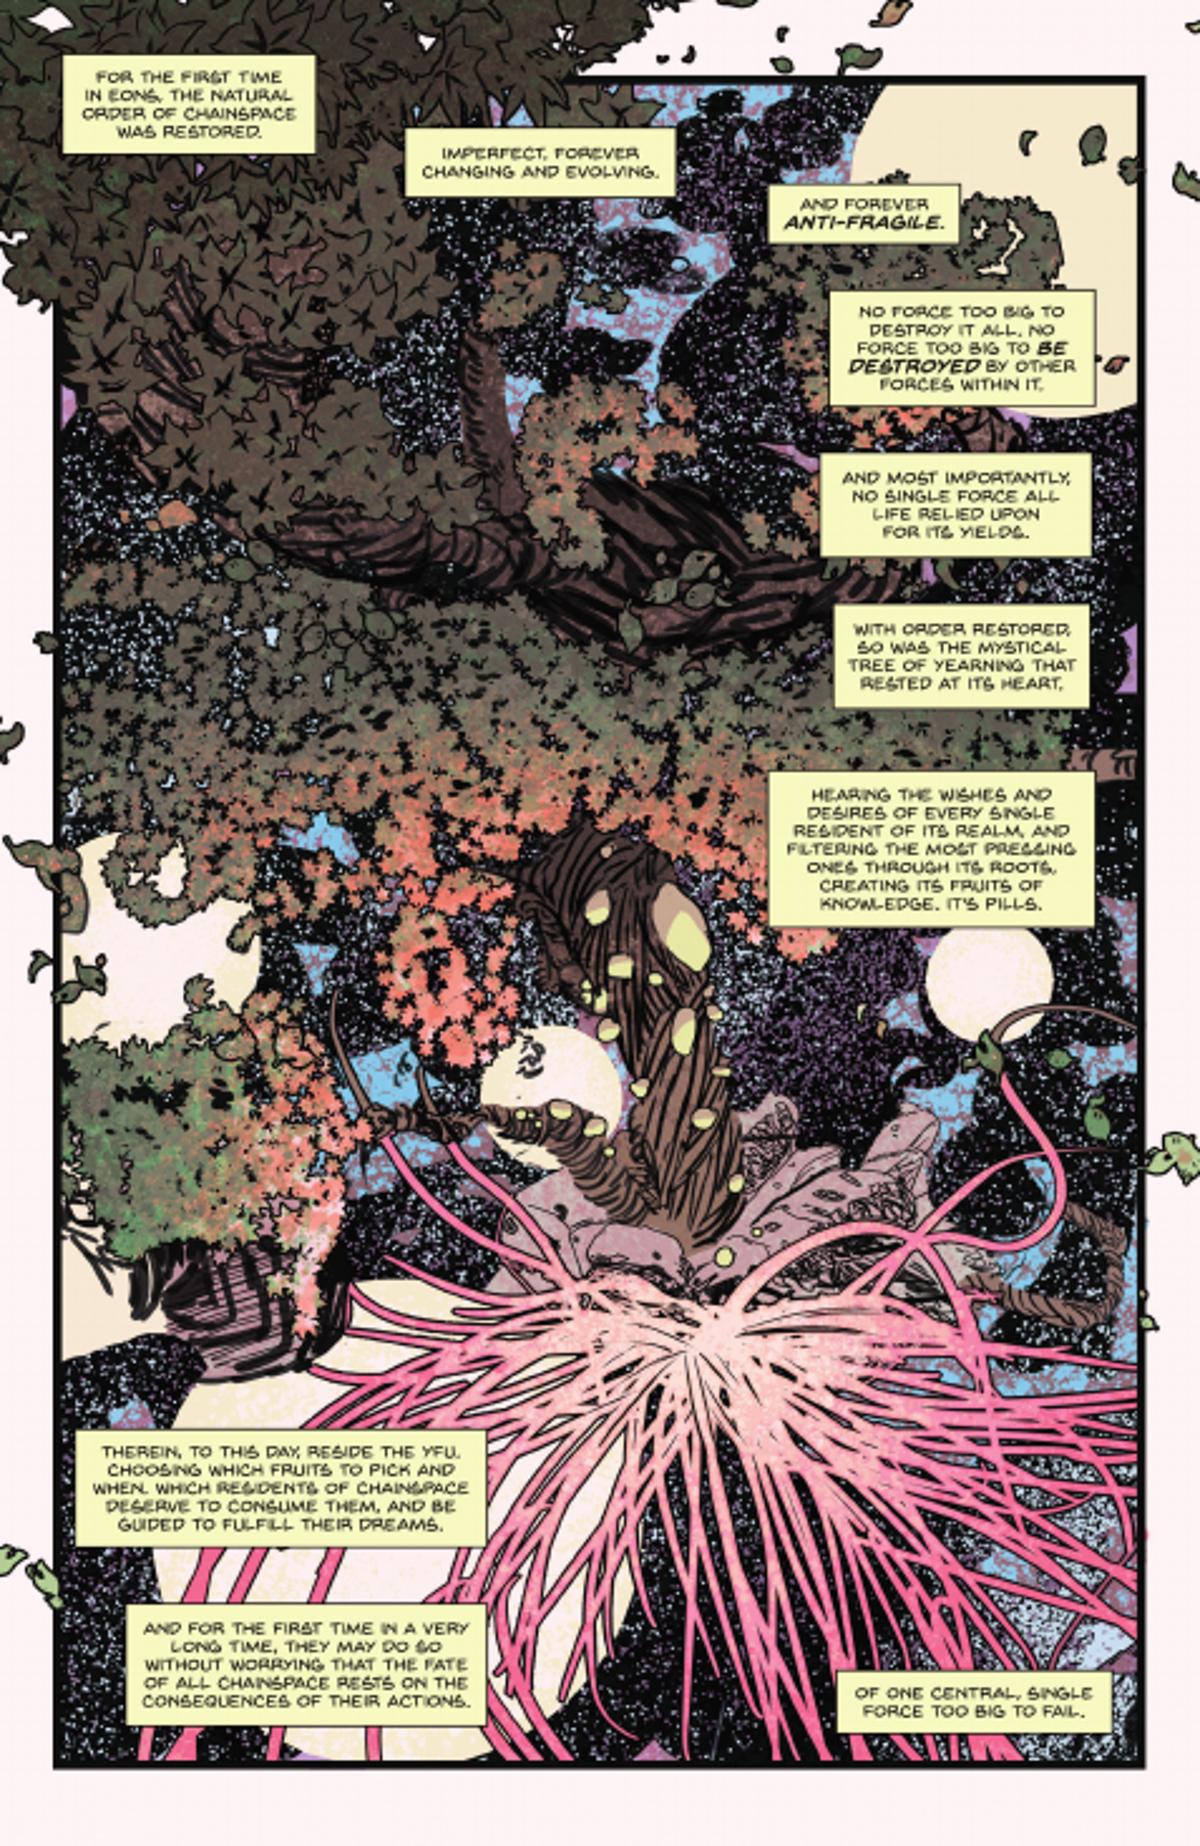 FOR THE FIRST TIME
IN EONS, THE NATURAL
ORDER OF CHAINSPACE
WAS RESTORED.
IMPERFECT, FOREVER
CHANGING AND EVOLVING.
AND FOREVER
ANTI-FRAGILE.
NO FORCE TOO BIG TO
DESTROY IT ALL, NO
FORCE TOO BIG TO BE
DESTROYED BY OTHER
FORCES WITHIN IT.
AND MOST IMPORTANTLY,
NO SINGLE FORCE ALL
LIFE RELIED UPON
FOR ITS YIELDS.
WITH ORDER RESTORED,
SO WAS THE MYSTICAL
TREE OF YEARNING THAT
RESTED AT ITS HEART,
HEARING THE WISHES AND
DESIRES OF EVERY SINGLE
RESIDENT OF ITS REALM, AND
FILTERING THE MOST PRESSING
ONES THROUGH ITS ROOTS,
CREATING ITS FRUITS OF
KNOWLEDGE. IT'S PILLS.
THEREIN, TO THIS DAY, RESIDE THE YFU.
CHOOSING WHICH FRUITS TO PICK AND
WHEN. WHICH RESIDENTS OF CHAINSPACE
DESERVE TO CONSUME THEM, AND BE
GUIDED TO FULFILL THEIR DREAMS.
AND FOR THE FIRST TIME IN A VERY
LONG TIME, THEY MAY DO SO
WITHOUT WORRYING THAT THE FATE
OF ALL CHAINSPACE RESTS ON THE
CONSEQUENCES OF THEIR ACTIONS.
OF ONE CENTRAL, SINGLE
FORCE TOO BIG TO FAIL.